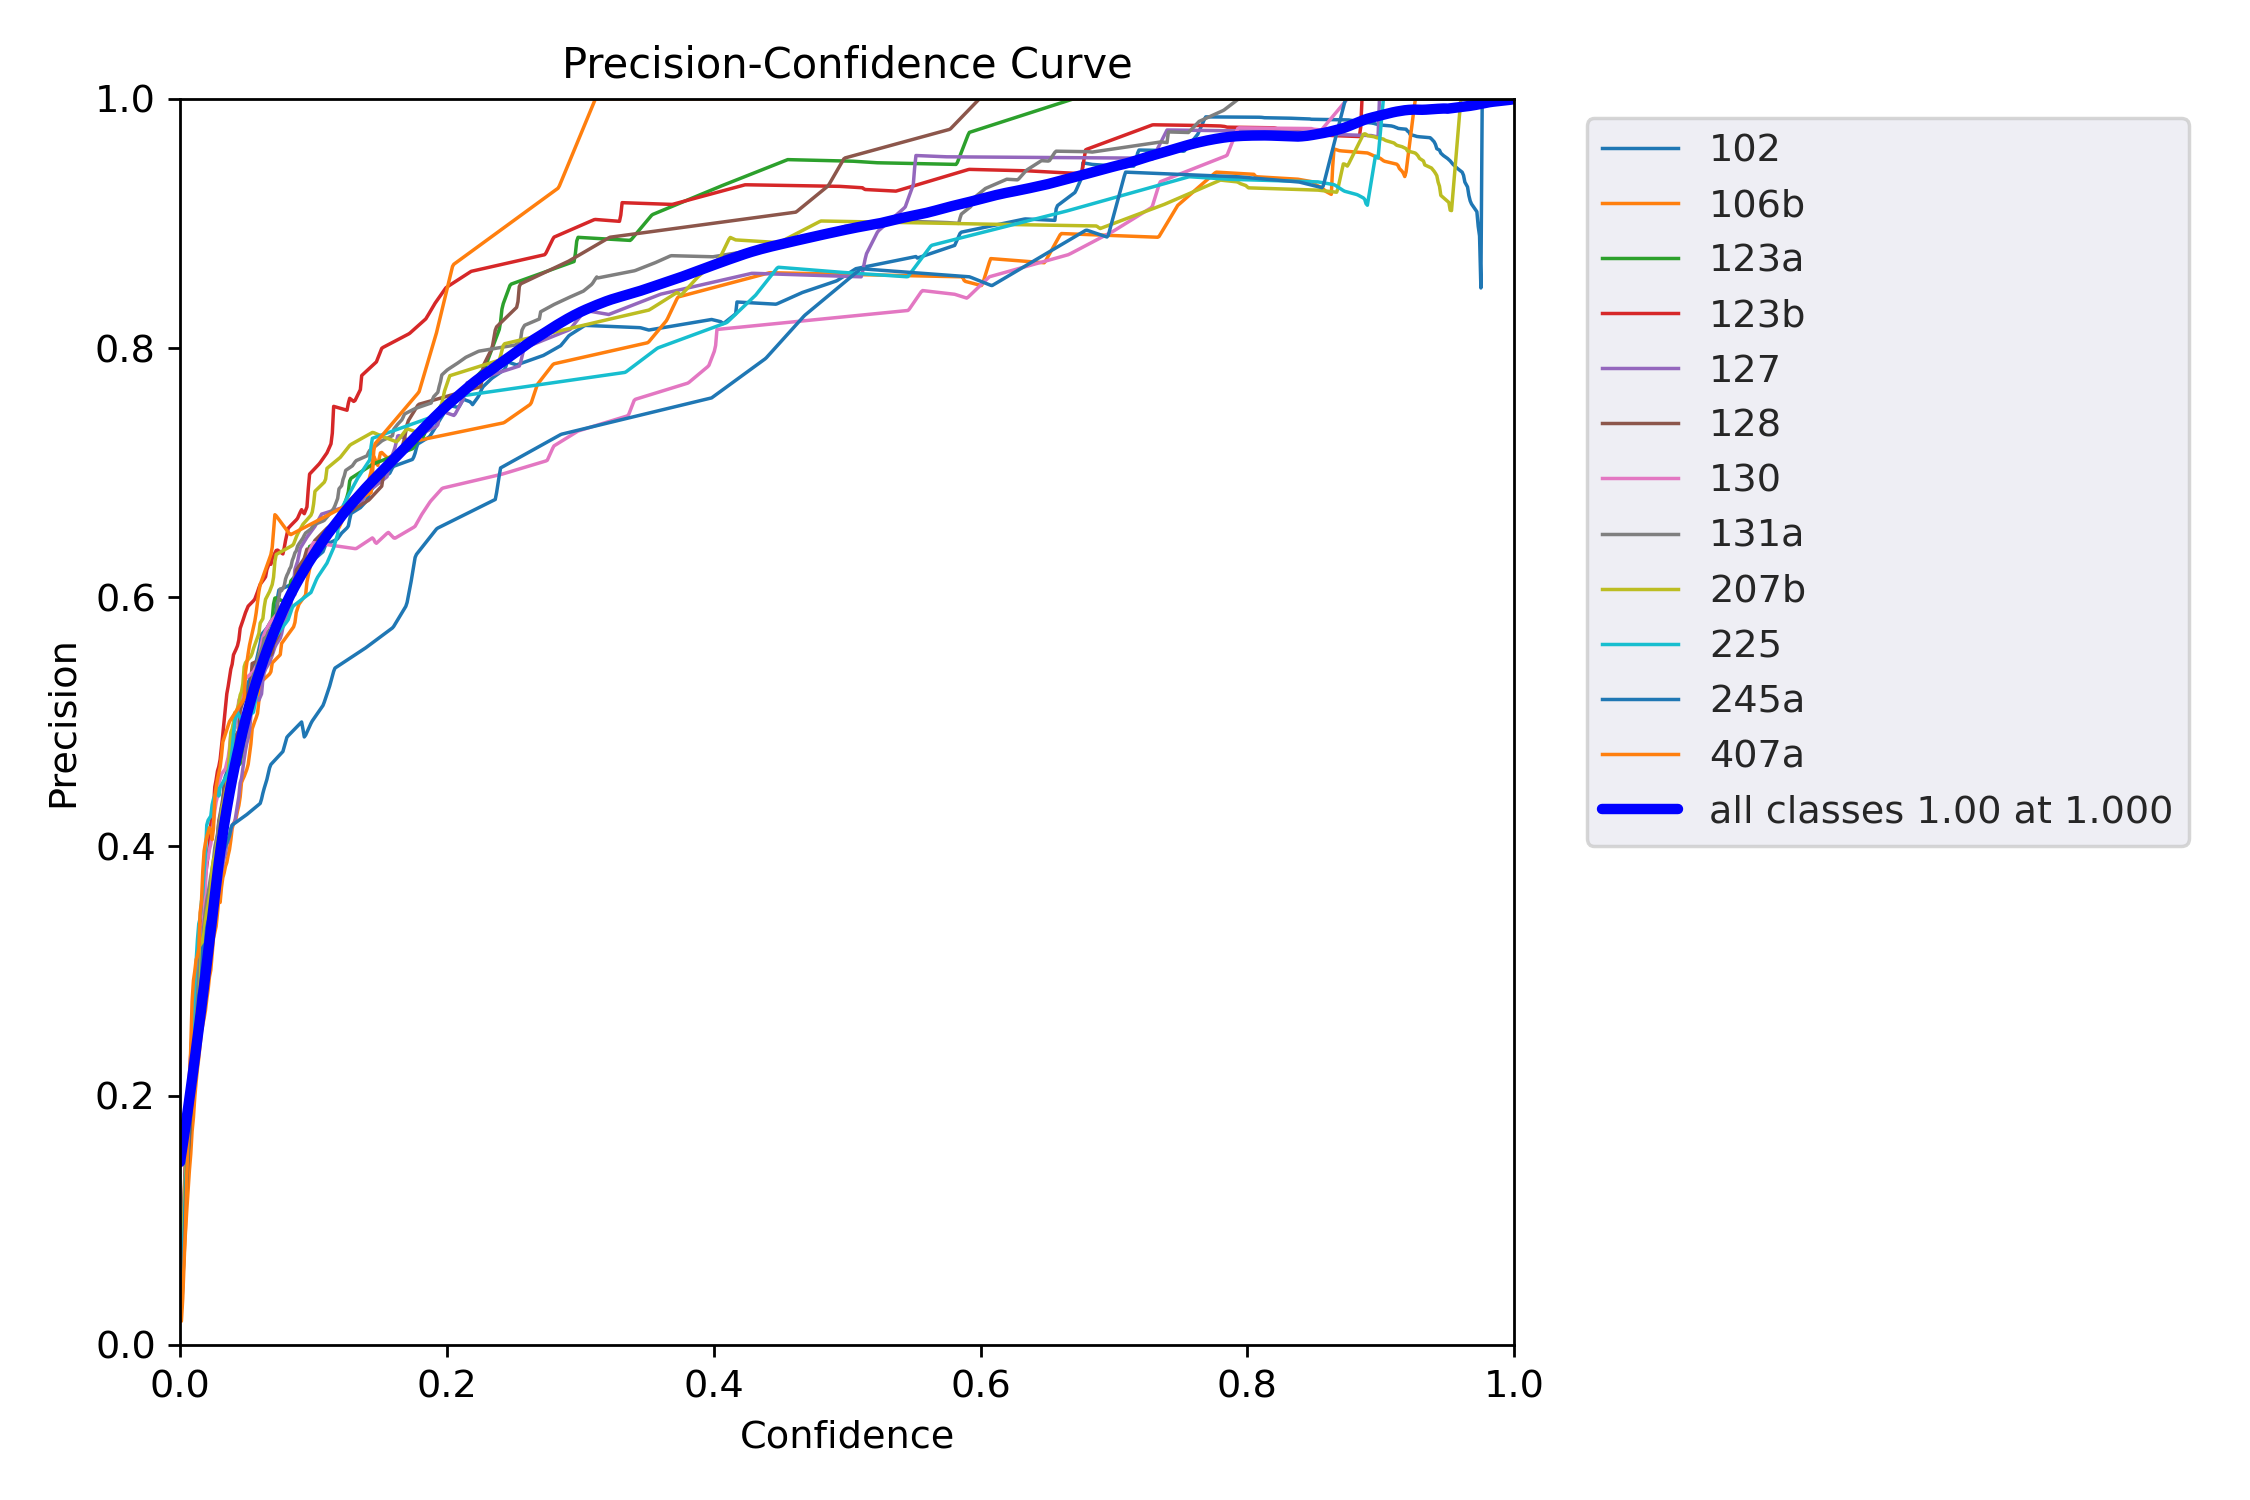 Precision-Confidence Curve
1.0
0.8
0.6
0.4
0.2
0.0
Precision
0.0 0.2 0.4 0.6 0.8 1.0
Confidence
102
106b
123a
123b
127
128
130
131a
207b
225
245a
407a
all classes 1.00 at 1.000